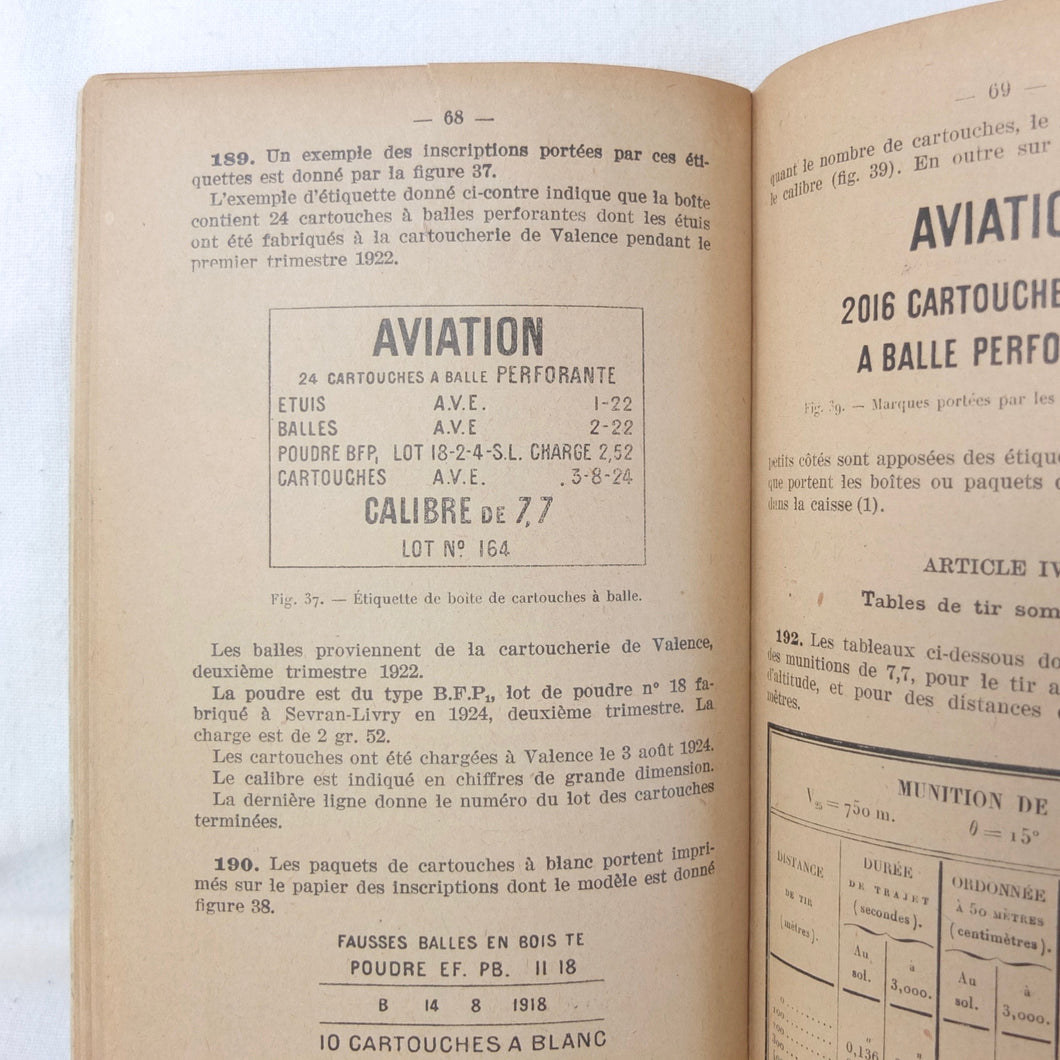 — 68 —
189. Un exemple des inscriptions portées par ces éti-
quettes est donné par la figure 37.
L'exemple d'étiquette donné ci-contre indique que la boîte
contient 24 cartouches à balles perforantes dont les étuis
ont été fabriqués à la cartoucherie de Valence pendant le
premier trimestre 1922.
AVIATION
24 CARTOUCHES A BALLE PERFORANTE
ETUIS A.V.E. 1-22
BALLES A.V.E 2-22
POUDRE BFP, LOT 18-2-4-S.L. CHARGE 2,52
CARTOUCHES A.V.E. . 3-8-24
CALIBRE DE 7,7
LOT Nº 164
Fig. 37. — Étiquette de boîte de cartouches à balle.
Les balles proviennent de la cartoucherie de Valence,
deuxième trimestre 1922.
La poudre est du type B.F.P₁, lot de poudre nº 18 fa-
briqué à Sevran-Livry en 1924, deuxième trimestre. La
charge est de 2 gr. 52.
Les cartouches ont été chargées à Valence le 3 août 1924.
Le calibre est indiqué en chiffres de grande dimension.
La dernière ligne donne le numéro du lot des cartouches
terminées.
190. Les paquets de cartouches à blanc portent impri-
més sur le papier des inscriptions dont le modèle est donné
figure 38.
FAUSSES BALLES EN BOIS TE
POUDRE EF. PB. 11 18
B 14 8 1918
10 CARTOUCHES A BLANC
— 69 —
quant le nombre de cartouches, le
le calibre (fig. 39). En outre sur
AVIATIO
2016 CARTOUCHE
A BALLE PERFO
Fig. 39. — Marques portées par les
petits côtés sont apposées des étique
que portent les boîtes ou paquets
dans la caisse (1).
ARTICLE IV
Tables de tir som
192. Les tableaux ci-dessous do
des munitions de 7,7, pour le tir a
d'altitude, et pour des distances
mètres.
MUNITION DE
V₂₅ = 750 m.
θ = 15°
DISTANCE
DE TIR
(mètres).
DURÉE
DE TRAJET
(secondes).
ORDONNÉE
À 50 MÈTRES
(centimètres).
Au
sol.
à
3,000.
Au
sol.
à
3,000.
0
100
0,136